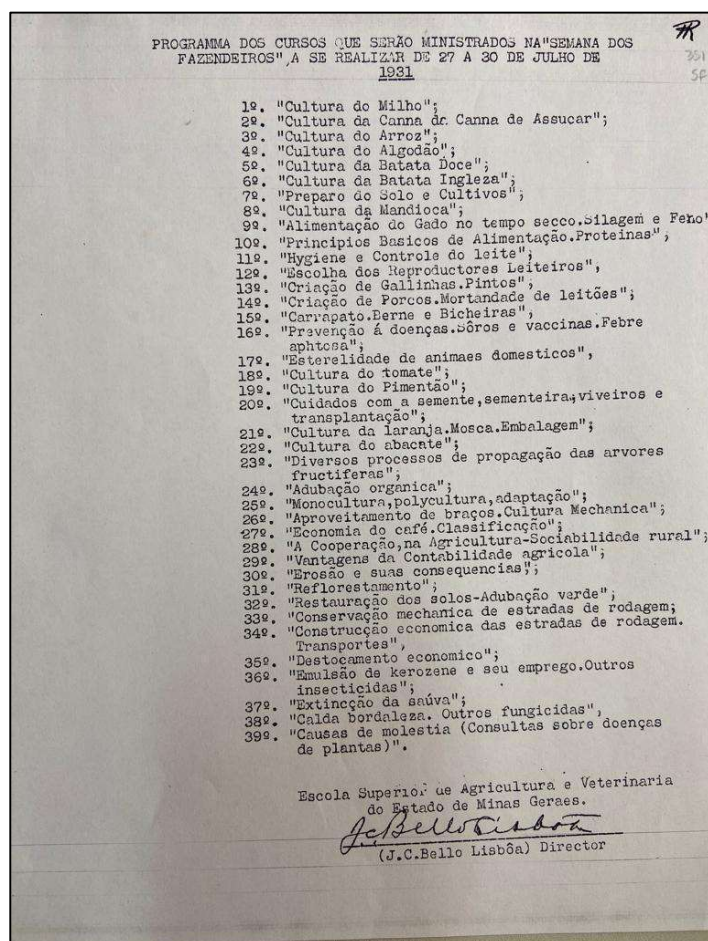 PROGRAMMA DOS CURSOS QUE SERÃO MINISTRADOS NA"SEMANA DOS
FAZENDEIROS",A SE REALIZAR DE 27 A 30 DE JULHO DE
1931
351
SF
1º. "Cultura do Milho";
2º. "Cultura da Canna de Canna de Assucar";
3º. "Cultura do Arroz";
4º. "Cultura do Algodão";
5º. "Cultura da Batata Doce";
6º. "Cultura da Batata Ingleza";
7º. "Preparo do Solo e Cultivos";
8º. "Cultura da Mandioca";
9º. "Alimentação do Gado no tempo secco.Silagem e Feno"
10º. "Principios Basicos de Alimentação.Proteinas",
11º. "Hygiene e Controle do leite";
12º. "Escolha dos Reproductores Leiteiros",
13º. "Criação de Gallinhas.Pintos";
14º. "Criação de Porcos.Mortandade de leitões";
15º. "Carrapato.Berne e Bicheiras",
16º. "Prevenção á doenças.Sôros e vaccinas.Febre
aphtosa";
17º. "Esterelidade de animaes domesticos",
18º. "Cultura do tomate";
19º. "Cultura do Pimentão";
20º. "Cuidados com a semente,sementeira,viveiros e
transplantação";
21º. "Cultura da laranja.Mosca.Embalagem";
22º. "Cultura do abacate";
23º. "Diversos processos de propagação das arvores
fructiferas";
24º. "Adubação organica";
25º. "Monocultura,polycultura,adaptação";
26º. "Aproveitamento de braços.Cultura Mechanica";
27º. "Economia do café.Classificação";
28º. "A Cooperação,na Agricultura-Sociabilidade rural";
29º. "Vantagens da Contabilidade agricola";
30º. "Erosão e suas consequencias";
31º. "Reflorestamento";
32º. "Restauração dos solos-Adubação verde";
33º. "Conservação mechanica de estradas de rodagem;
34º. "Construcção economica das estradas de rodagem.
Transportes",
35º. "Destocamento economico";
36º. "Emulsão de kerozene e seu emprego.Outros
insecticidas";
37º. "Extincção da saúva";
38º. "Calda bordaleza. Outros fungicidas",
39º. "Causas de molestia (Consultas sobre doenças
de plantas)".
Escola Superior de Agricultura e Veterinaria
do Estado de Minas Geraes.
J.C.Bello Lisbôa
(J.C.Bello Lisbôa) Director